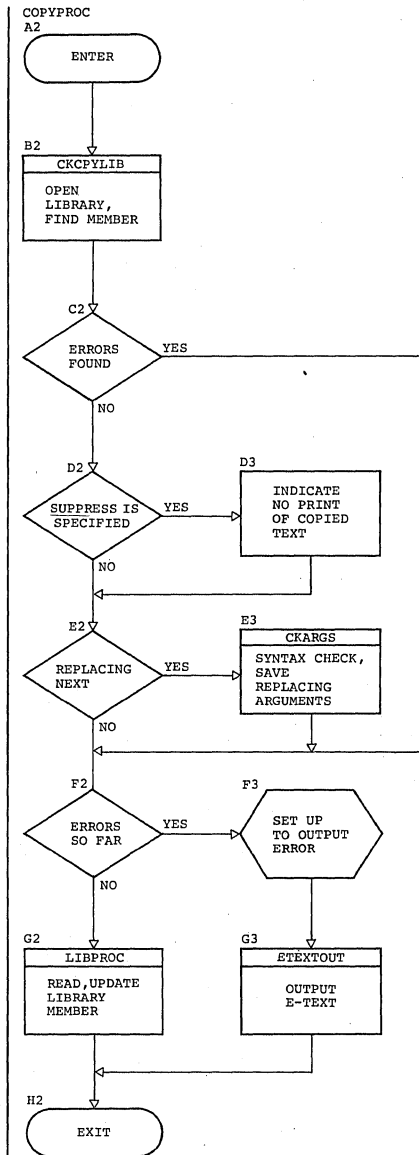 COPYPROC
A2
ENTER
B2
CKCPYLIB
OPEN
LIBRARY,
FIND MEMBER
C2
ERRORS
FOUND
YES
NO
D2
SUPPRESS IS
SPECIFIED
YES
NO
D3
INDICATE
NO PRINT
OF COPIED
TEXT
E2
REPLACING
NEXT
YES
NO
E3
CKARGS
SYNTAX CHECK,
SAVE
REPLACING
ARGUMENTS
F2
ERRORS
SO FAR
YES
NO
F3
SET UP
TO OUTPUT
ERROR
G2
LIBPROC
READ,UPDATE
LIBRARY
MEMBER
G3
ETEXTOUT
OUTPUT
E-TEXT
H2
EXIT